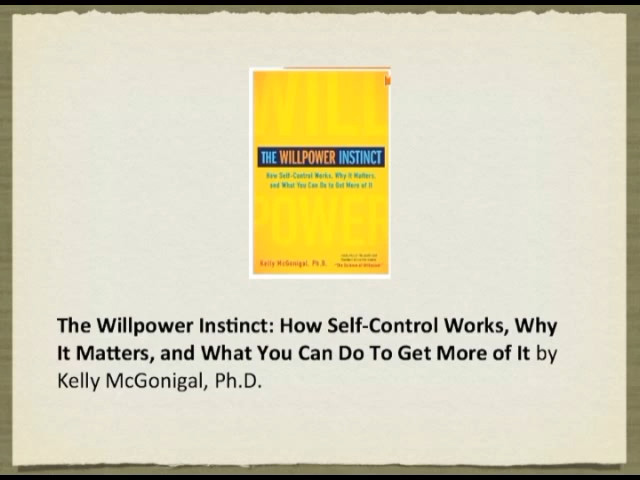 WILL
THE WILLPOWER INSTINCT
How Self-Control Works, Why It Matters,
and What You Can Do to Get More of It
POWER
Kelly McGonigal, Ph.D.
The Willpower Instinct: How Self-Control Works, Why
It Matters, and What You Can Do To Get More of It by
Kelly McGonigal, Ph.D.